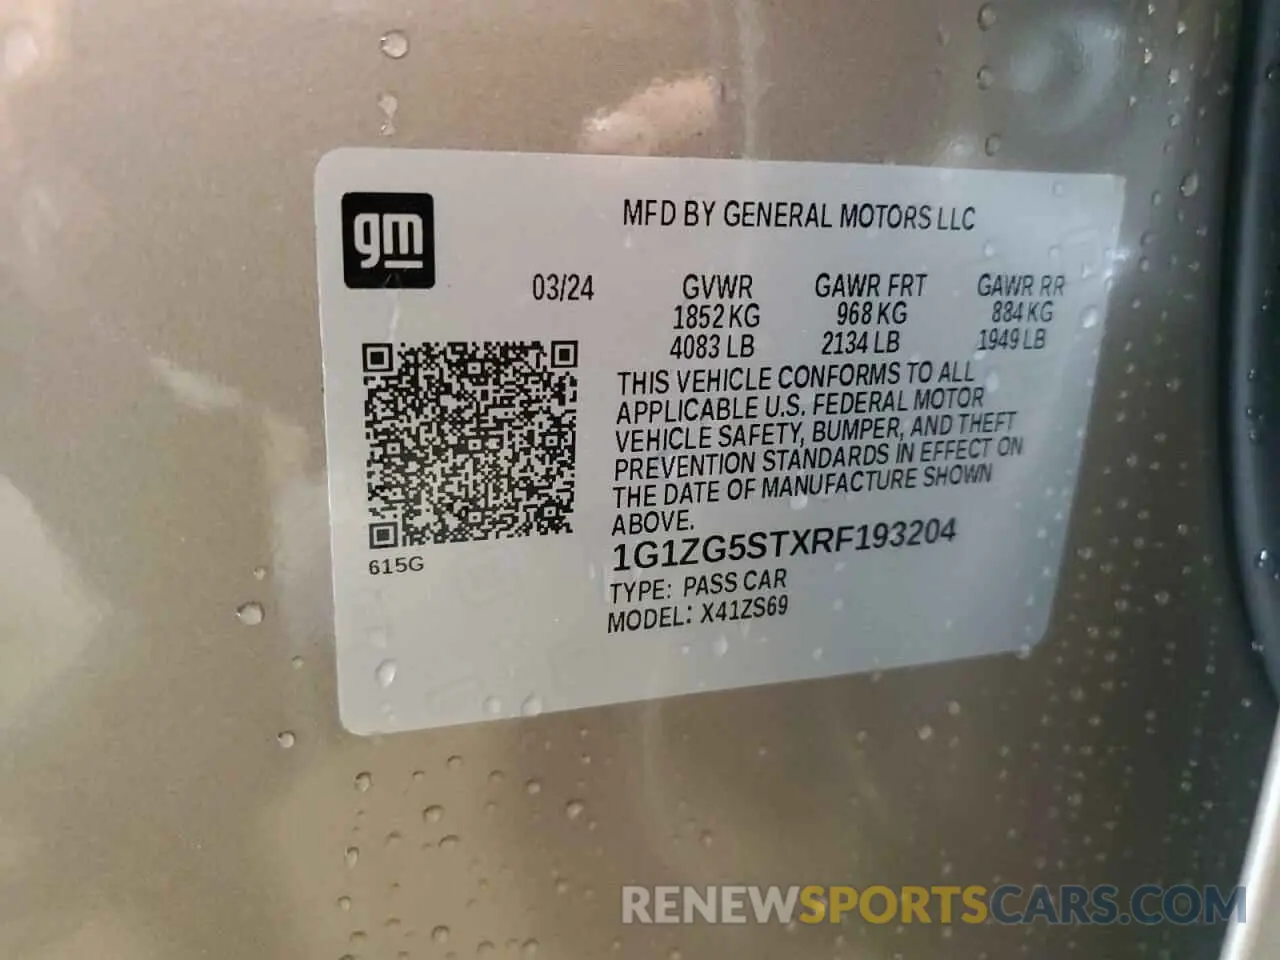 gm
MFD BY GENERAL MOTORS LLC
03/24 GVWR GAWR FRT GAWR RR
1852 KG 968 KG 884 KG
4083 LB 2134 LB 1949 LB
THIS VEHICLE CONFORMS TO ALL
APPLICABLE U.S. FEDERAL MOTOR
VEHICLE SAFETY, BUMPER, AND THEFT
PREVENTION STANDARDS IN EFFECT ON
THE DATE OF MANUFACTURE SHOWN
ABOVE.
1G1ZG5STXRF193204
TYPE: PASS CAR
MODEL: X41ZS69
615G
RENEWSPORTSCARS.COM